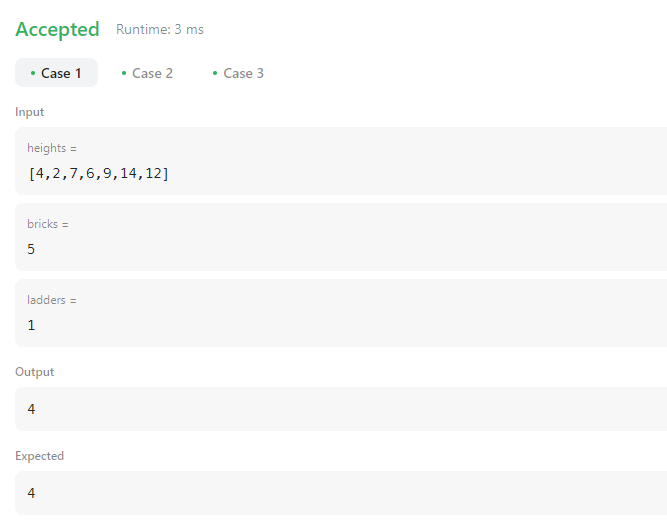 Accepted Runtime: 3 ms
• Case 1 • Case 2 • Case 3
Input
heights =
[4,2,7,6,9,14,12]
bricks =
5
ladders =
1
Output
4
Expected
4